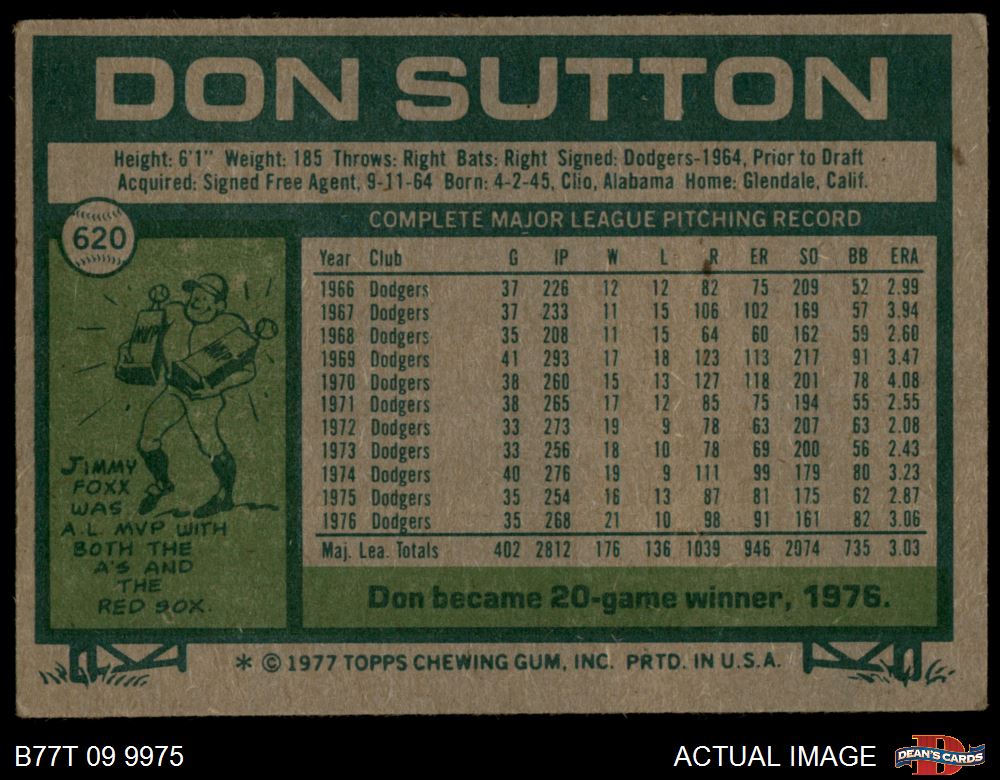 DON SUTTON
Height: 6'1" Weight: 185 Throws: Right Bats: Right Signed: Dodgers-1964, Prior to Draft
Acquired: Signed Free Agent, 9-11-64 Born: 4-2-45, Clio, Alabama Home: Glendale, Calif.
620
COMPLETE MAJOR LEAGUE PITCHING RECORD
Year Club G IP W L R ER SO BB ERA
1966 Dodgers 37 226 12 12 82 75 209 52 2.99
1967 Dodgers 37 233 11 15 106 102 169 57 3.94
1968 Dodgers 35 208 11 15 64 60 162 59 2.60
1969 Dodgers 41 293 17 18 123 113 217 91 3.47
1970 Dodgers 38 260 15 13 127 118 201 78 4.08
1971 Dodgers 38 265 17 12 85 75 194 55 2.55
1972 Dodgers 33 273 19 9 78 63 207 63 2.08
1973 Dodgers 33 256 18 10 78 69 200 56 2.43
1974 Dodgers 40 276 19 9 111 99 179 80 3.23
1975 Dodgers 35 254 16 13 87 81 175 62 2.87
1976 Dodgers 35 268 21 10 98 91 161 82 3.06
Maj. Lea. Totals 402 2812 176 136 1039 946 2074 735 3.03
Don became 20-game winner, 1976.
JIMMY
FOXX
WAS
A.L. MVP WITH
BOTH THE
A'S AND
THE
RED SOX.
* © 1977 TOPPS CHEWING GUM, INC. PRTD. IN U.S.A.
B77T 09 9975
ACTUAL IMAGE
DEAN'S CARDS